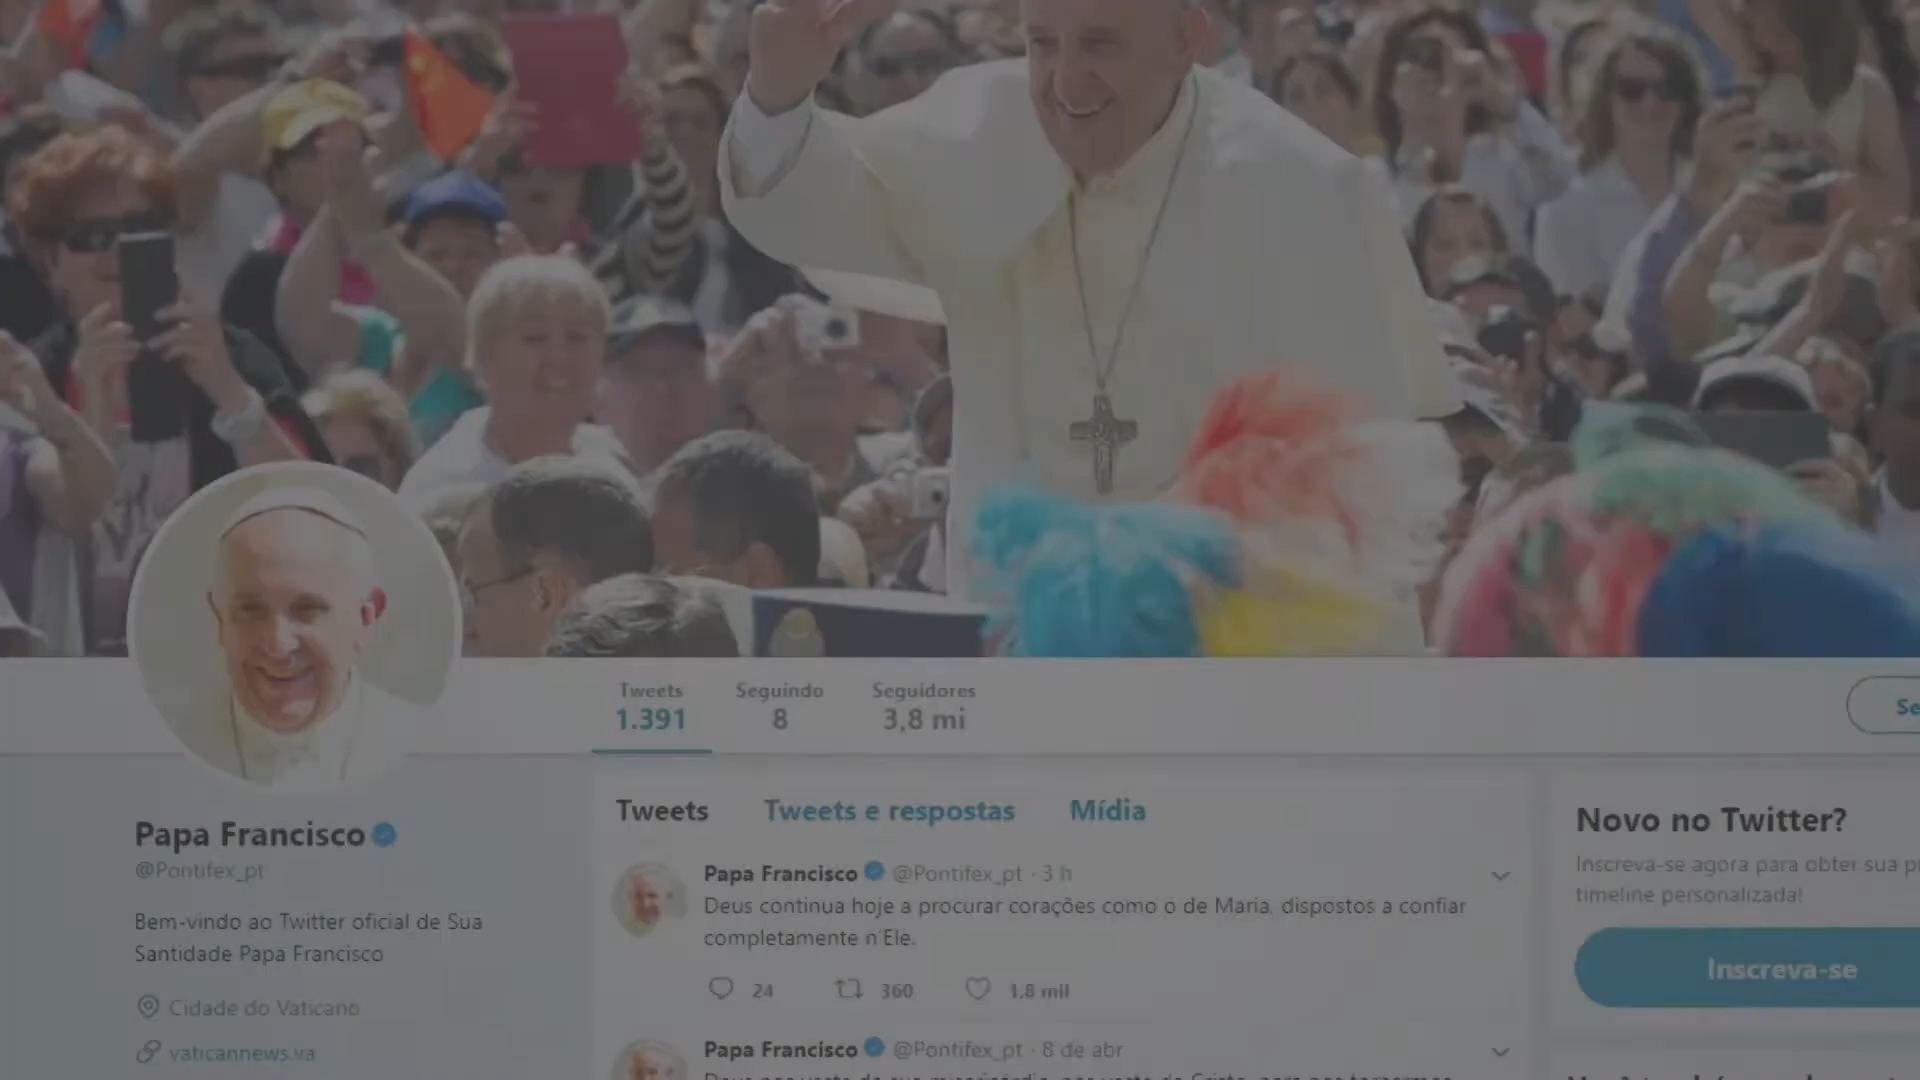 Tweets
1.391
Seguindo
8
Seguidores
3,8 mi
Papa Francisco
@Pontifex_pt
Bem-vindo ao Twitter oficial de Sua
Santidade Papa Francisco
Cidade do Vaticano
vaticannews.va
Tweets Tweets e respostas Mídia
Papa Francisco @Pontifex_pt · 3 h
Deus continua hoje a procurar corações como o de Maria, dispostos a confiar
completamente n'Ele.
24 360 1,8 mil
Papa Francisco @Pontifex_pt · 8 de abr
Novo no Twitter?
Inscreva-se agora para obter sua
timeline personalizada!
Inscreva-se